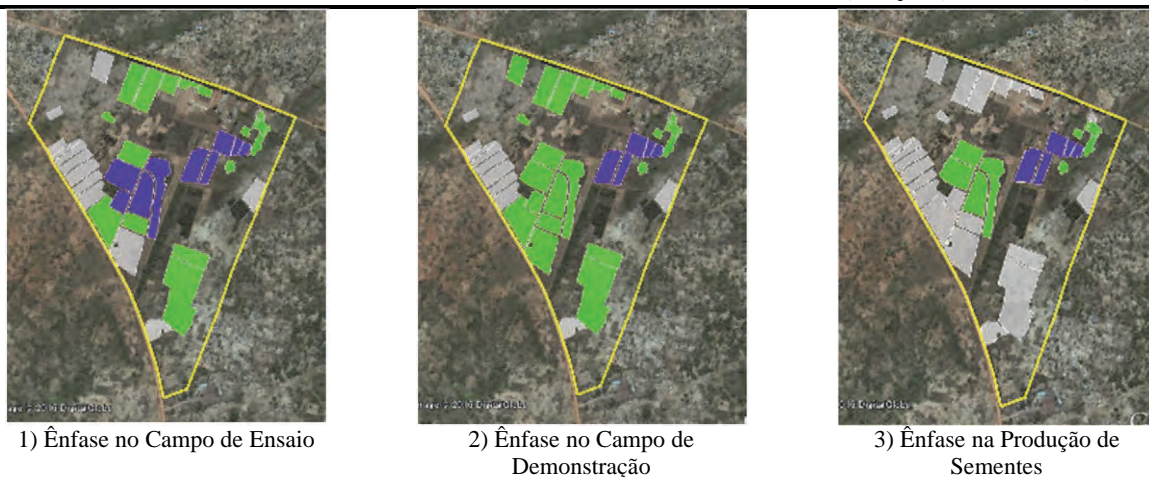 1) Ênfase no Campo de Ensaio
2) Ênfase no Campo de
Demonstração
3) Ênfase na Produção de
Sementes